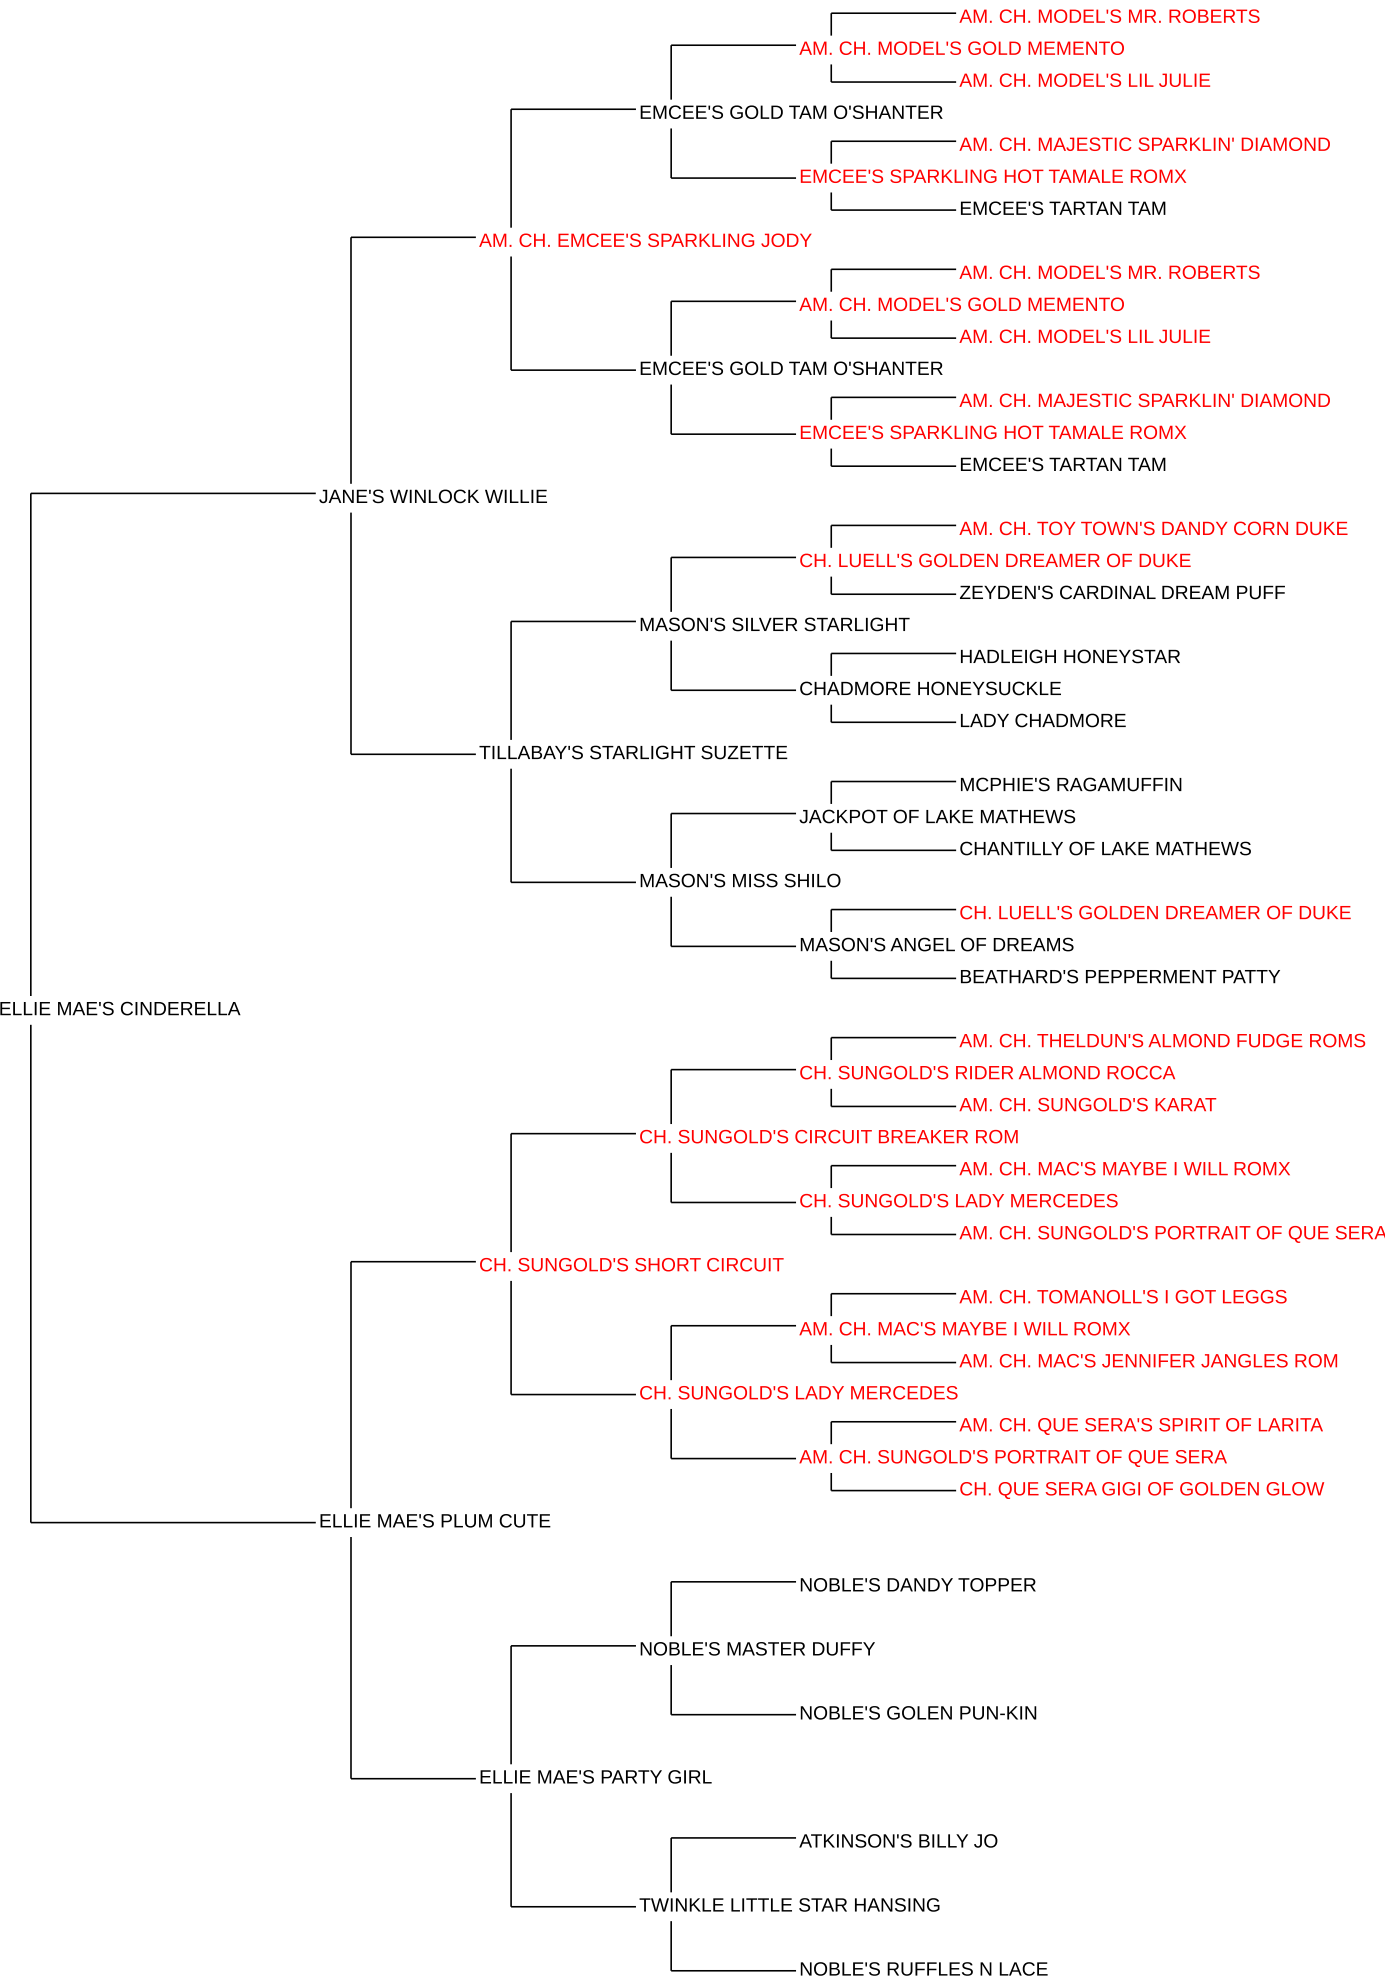 AM. CH. MODEL'S MR. ROBERTS
AM. CH. MODEL'S GOLD MEMENTO
AM. CH. MODEL'S LIL JULIE
EMCEE'S GOLD TAM O'SHANTER
AM. CH. MAJESTIC SPARKLIN' DIAMOND
EMCEE'S SPARKLING HOT TAMALE ROMX
EMCEE'S TARTAN TAM
AM. CH. EMCEE'S SPARKLING JODY
AM. CH. MODEL'S MR. ROBERTS
AM. CH. MODEL'S GOLD MEMENTO
AM. CH. MODEL'S LIL JULIE
EMCEE'S GOLD TAM O'SHANTER
AM. CH. MAJESTIC SPARKLIN' DIAMOND
EMCEE'S SPARKLING HOT TAMALE ROMX
EMCEE'S TARTAN TAM
JANE'S WINLOCK WILLIE
AM. CH. TOY TOWN'S DANDY CORN DUKE
CH. LUELL'S GOLDEN DREAMER OF DUKE
ZEYDEN'S CARDINAL DREAM PUFF
MASON'S SILVER STARLIGHT
HADLEIGH HONEYSTAR
CHADMORE HONEYSUCKLE
LADY CHADMORE
TILLABAY'S STARLIGHT SUZETTE
MCPHIE'S RAGAMUFFIN
JACKPOT OF LAKE MATHEWS
CHANTILLY OF LAKE MATHEWS
MASON'S MISS SHILO
CH. LUELL'S GOLDEN DREAMER OF DUKE
MASON'S ANGEL OF DREAMS
BEATHARD'S PEPPERMENT PATTY
ELLIE MAE'S CINDERELLA
AM. CH. THELDUN'S ALMOND FUDGE ROMS
CH. SUNGOLD'S RIDER ALMOND ROCCA
AM. CH. SUNGOLD'S KARAT
CH. SUNGOLD'S CIRCUIT BREAKER ROM
AM. CH. MAC'S MAYBE I WILL ROMX
CH. SUNGOLD'S LADY MERCEDES
AM. CH. SUNGOLD'S PORTRAIT OF QUE SERA
CH. SUNGOLD'S SHORT CIRCUIT
AM. CH. TOMANOLL'S I GOT LEGGS
AM. CH. MAC'S MAYBE I WILL ROMX
AM. CH. MAC'S JENNIFER JANGLES ROM
CH. SUNGOLD'S LADY MERCEDES
AM. CH. QUE SERA'S SPIRIT OF LARITA
AM. CH. SUNGOLD'S PORTRAIT OF QUE SERA
CH. QUE SERA GIGI OF GOLDEN GLOW
ELLIE MAE'S PLUM CUTE
NOBLE'S DANDY TOPPER
NOBLE'S MASTER DUFFY
NOBLE'S GOLEN PUN-KIN
ELLIE MAE'S PARTY GIRL
ATKINSON'S BILLY JO
TWINKLE LITTLE STAR HANSING
NOBLE'S RUFFLES N LACE